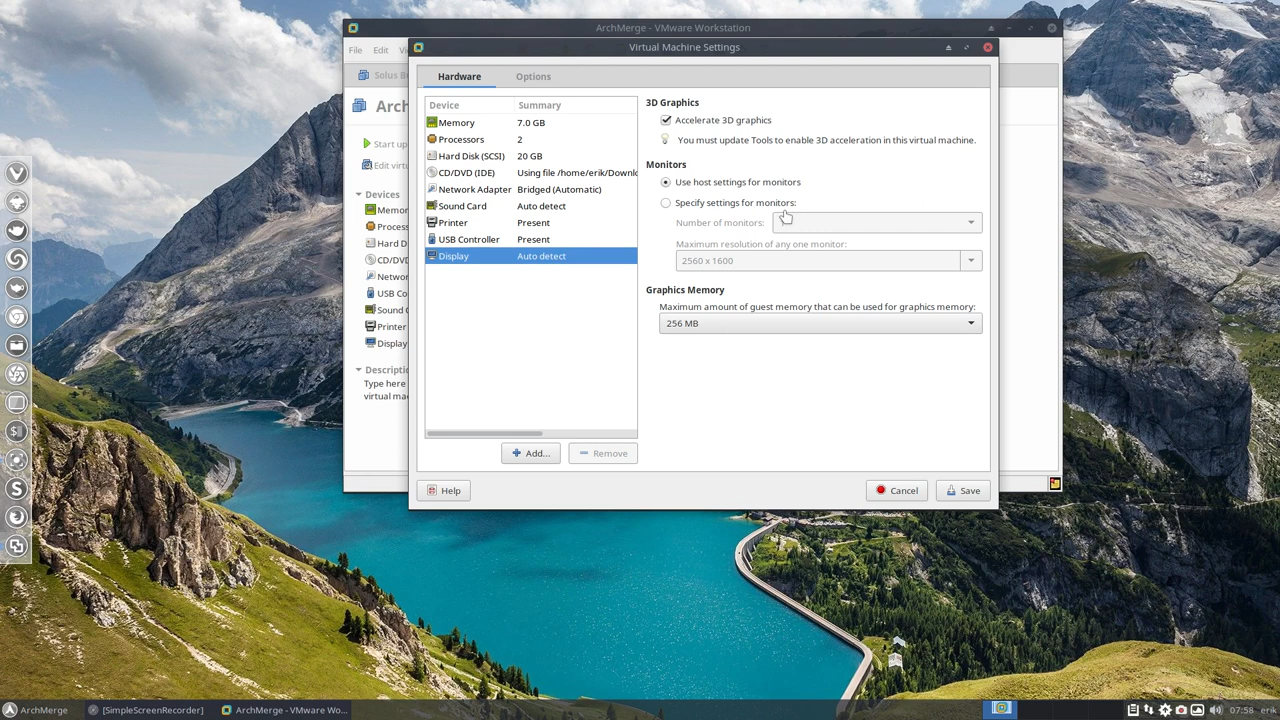 ArchMerge - VMware Workstation
Virtual Machine Settings
File Edit Vi
Solus B
Arch
Start up
Edit virtu
Devices
Memor
Process
Hard D
CD/DVD
Networ
USB Co
Sound C
Printer
Display
Descripti
Type here
virtual ma
Hardware Options
Device Summary
Memory 7.0 GB
Processors 2
Hard Disk (SCSI) 20 GB
CD/DVD (IDE) Using file /home/erik/Downlo
Network Adapter Bridged (Automatic)
Sound Card Auto detect
Printer Present
USB Controller Present
Display Auto detect
Add... Remove
3D Graphics
Accelerate 3D graphics
You must update Tools to enable 3D acceleration in this virtual machine.
Monitors
Use host settings for monitors
Specify settings for monitors:
Number of monitors:
Maximum resolution of any one monitor:
2560 x 1600
Graphics Memory
Maximum amount of guest memory that can be used for graphics memory:
256 MB
Help Cancel Save
ArchMerge [SimpleScreenRecorder] ArchMerge - VMware Wo... 07:58 erik